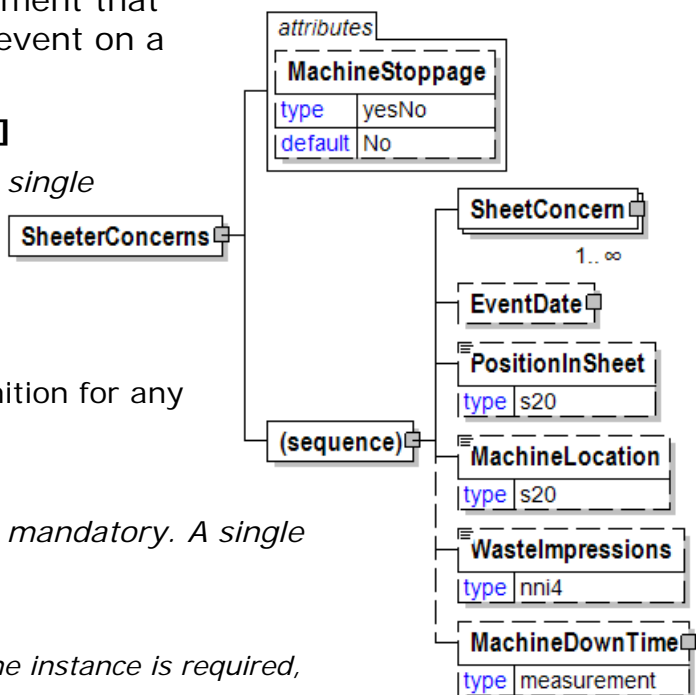 ment that
event on a
]
single
nition for any
mandatory. A single
ne instance is required,
attributes
MachineStoppage
type yesNo
default No
SheeterConcerns
(sequence)
SheetConcern
1.. ∞
EventDate
PositionInSheet
type s20
MachineLocation
type s20
WasteImpressions
type nni4
MachineDownTime
type measurement